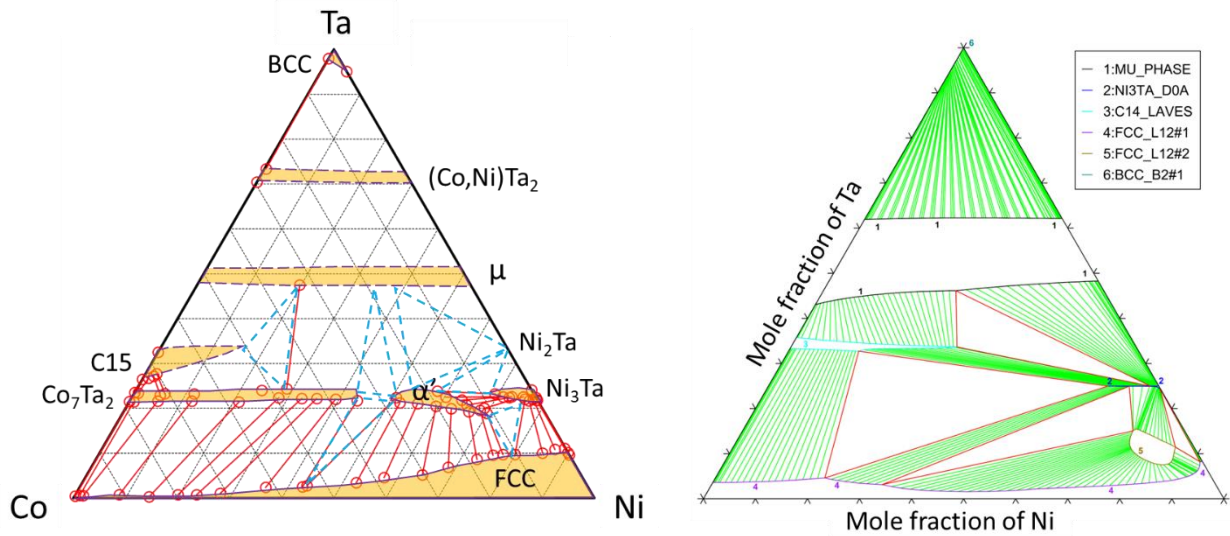 Ta
BCC
(Co,Ni)Ta2
μ
C15
Ni2Ta
Co7Ta2
α′
Ni3Ta
FCC
Co
Ni
6
1:MU_PHASE
2:NI3TA_D0A
3:C14_LAVES
4:FCC_L12#1
5:FCC_L12#2
6:BCC_B2#1
Mole fraction of Ta
1
1
1
1
1
1
3
2
2
5
4
4
4
4
Mole fraction of Ni